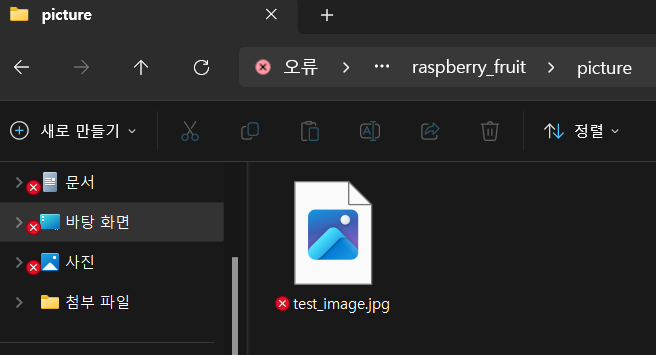 picture
오류 > ··· raspberry_fruit > picture
새로 만들기 정렬
문서
바탕 화면
사진
첨부 파일
test_image.jpg